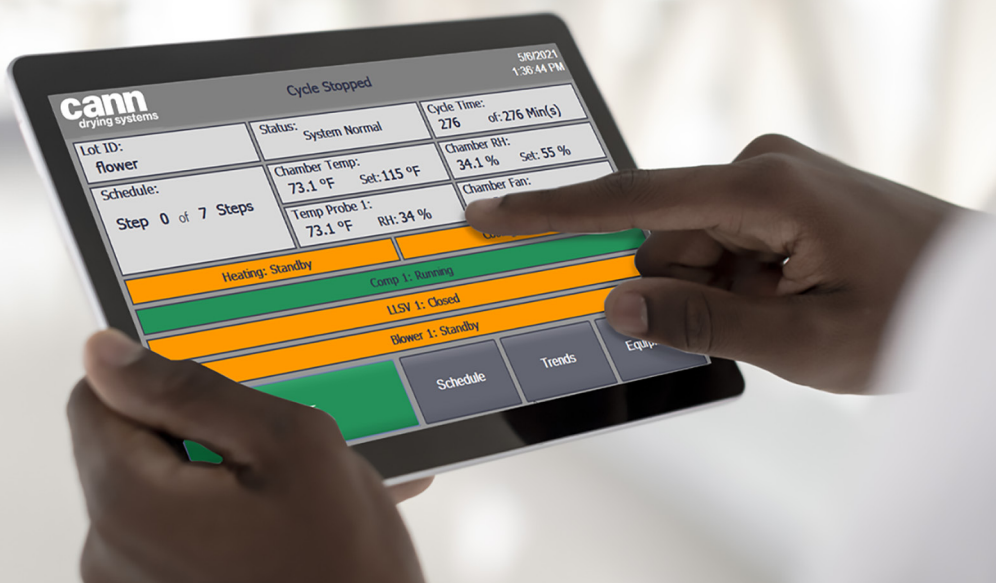 cann
drying systems
Cycle Stopped
5/6/2021
1:36:44 PM
Lot ID:
flower
Status:
System Normal
Cycle Time:
276 of: 276 Min(s)
Schedule:
Step 0 of 7 Steps
Chamber Temp:
73.1 °F Set: 115 °F
Chamber RH:
34.1 % Set: 55 %
Temp Probe 1:
73.1 °F RH: 34 %
Chamber Fan:
Heating: Standby
Comp 1: Running
LLSV 1: Closed
Blower 1: Standby
Schedule
Trends